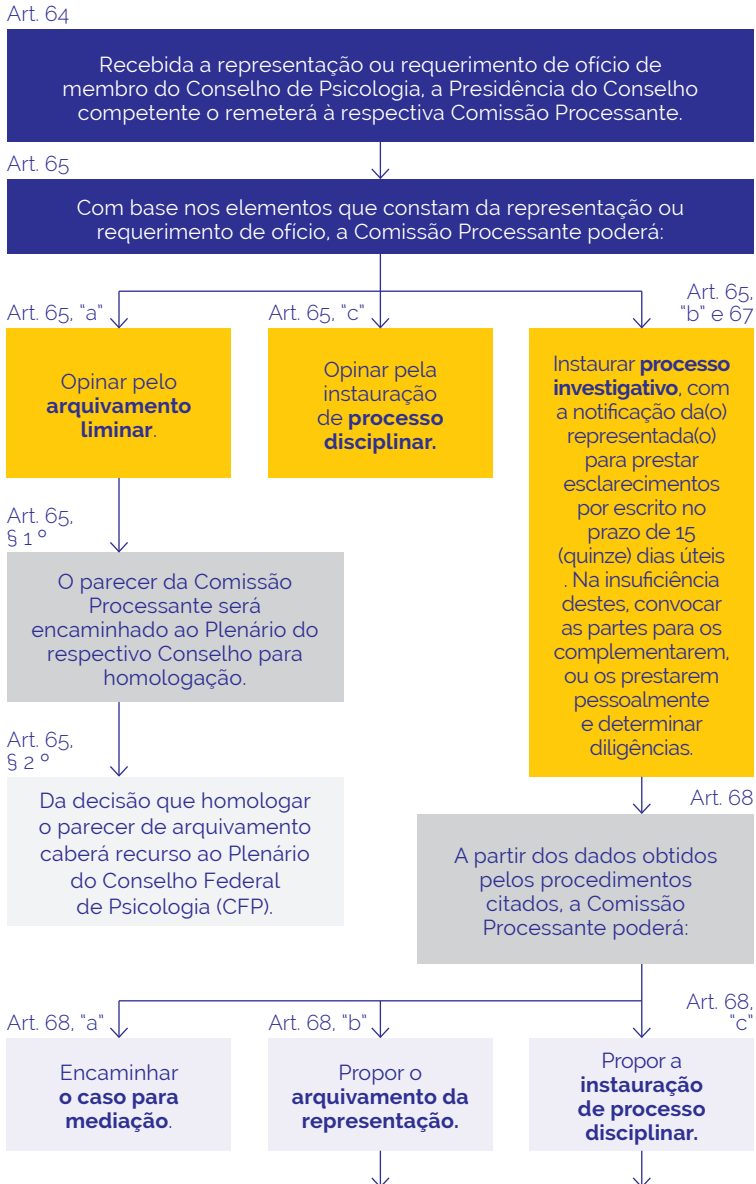 Art. 64
Recebida a representação ou requerimento de ofício de
membro do Conselho de Psicologia, a Presidência do Conselho
competente o remeterá à respectiva Comissão Processante.
Art. 65
Com base nos elementos que constam da representação ou
requerimento de ofício, a Comissão Processante poderá:
Art. 65, "a"
Opinar pelo
arquivamento
liminar.
Art. 65, "c"
Opinar pela
instauração
de processo
disciplinar.
Art. 65,
"b" e 67
Instaurar processo
investigativo, com
a notificação da(o)
representada(o)
para prestar
esclarecimentos
por escrito no
prazo de 15
(quinze) dias úteis
. Na insuficiência
destes, convocar
as partes para os
complementarem,
ou os prestarem
pessoalmente
e determinar
diligências.
Art. 65,
§ 1 º
O parecer da Comissão
Processante será
encaminhado ao Plenário do
respectivo Conselho para
homologação.
Art. 65,
§ 2 º
Da decisão que homologar
o parecer de arquivamento
caberá recurso ao Plenário
do Conselho Federal
de Psicologia (CFP).
Art. 68
A partir dos dados obtidos
pelos procedimentos
citados, a Comissão
Processante poderá:
Art. 68, "a"
Encaminhar
o caso para
mediação.
Art. 68, "b"
Propor o
arquivamento da
representação.
Art. 68,
"c"
Propor a
instauração
de processo
disciplinar.